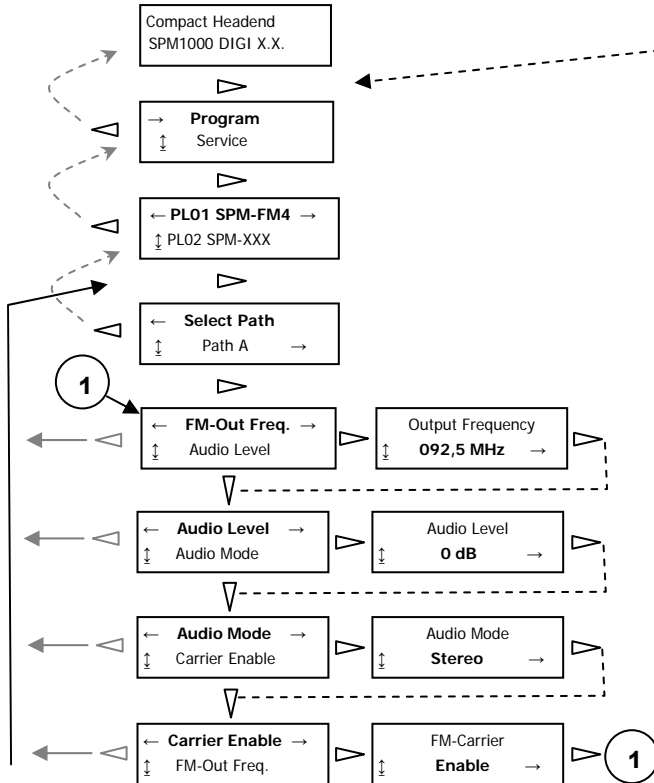 Compact Headend
SPM1000 DIGI X.X.
→ Program
↨ Service
← PL01 SPM-FM4 →
↨ PL02 SPM-XXX
← Select Path
↨ Path A →
1
← FM-Out Freq. →
↨ Audio Level
Output Frequency
↨ 092,5 MHz →
← Audio Level →
↨ Audio Mode
Audio Level
↨ 0 dB →
← Audio Mode →
↨ Carrier Enable
Audio Mode
↨ Stereo →
← Carrier Enable →
↨ FM-Out Freq.
FM-Carrier
↨ Enable →
1